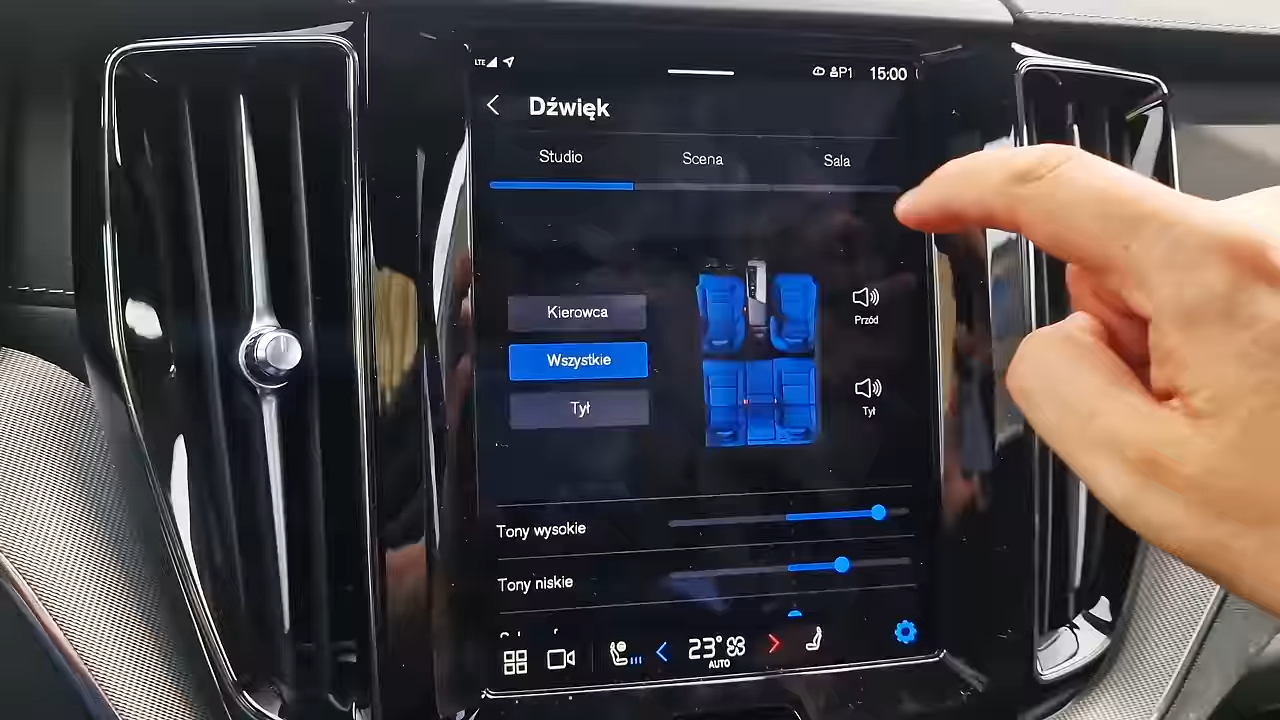 LTE P1 15:00
Dźwięk
Studio Scena Sala
Kierowca
Wszystkie
Tył
Przód
Tył
Tony wysokie
Tony niskie
23°
AUTO